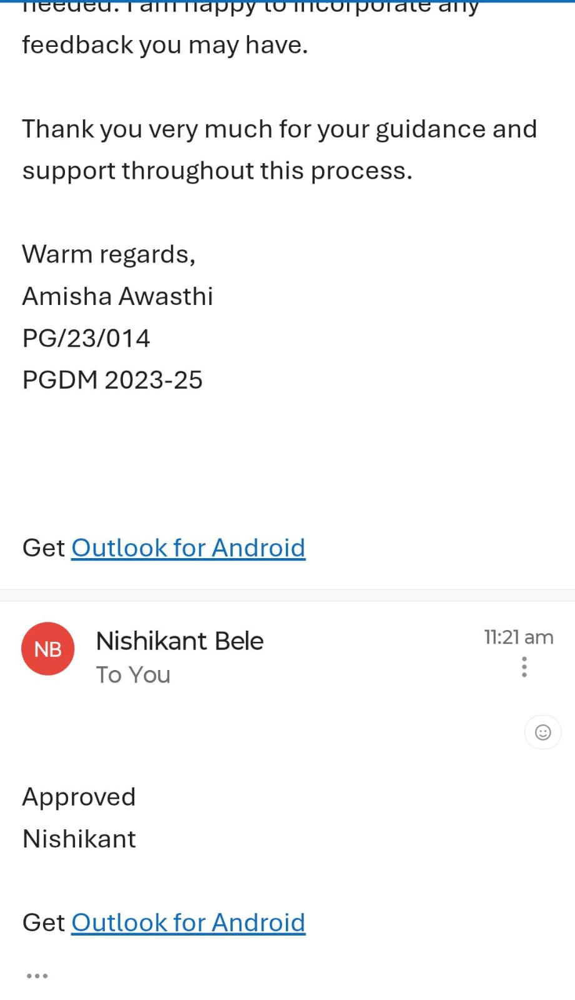 needed. I am happy to incorporate any
feedback you may have.
Thank you very much for your guidance and
support throughout this process.
Warm regards,
Amisha Awasthi
PG/23/014
PGDM 2023-25
Get Outlook for Android
NB
Nishikant Bele
11:21 am
To You
Approved
Nishikant
Get Outlook for Android